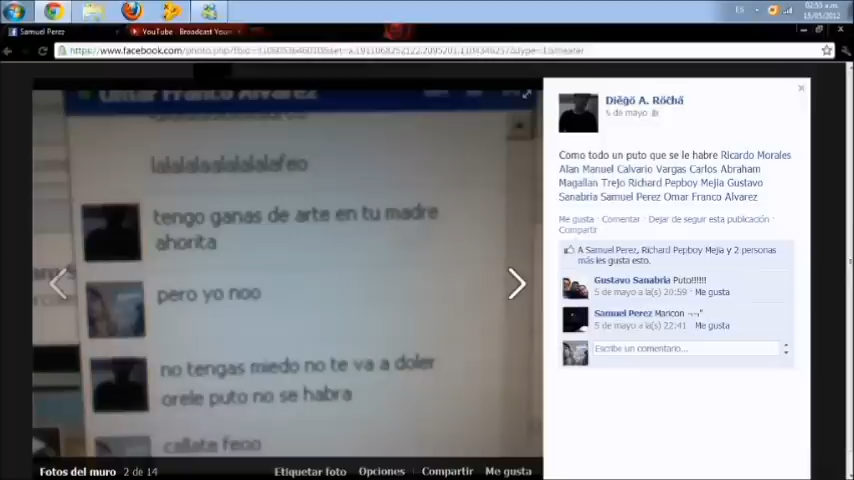 ES
02:55 a.m.
15/05/2012
Samuel Perez
YouTube - Broadcast Your
Omar Franco Alvarez
lalalalaalalalalafeo
tengo ganas de arte en tu madre
ahorita
pero yo noo
no tengas miedo no te va a doler
orele puto no se habra
callate feoo
Fotos del muro 2 de 14
Etiquetar foto Opciones Compartir Me gusta
Diëgö A. Röchä
5 de mayo
Como todo un puto que se le habre Ricardo Morales
Alan Manuel Calvario Vargas Carlos Abraham
Magallan Trejo Richard Pepboy Mejia Gustavo
Sanabria Samuel Perez Omar Franco Alvarez
Me gusta · Comentar · Dejar de seguir esta publicación ·
Compartir
A Samuel Perez, Richard Pepboy Mejia y 2 personas
más les gusta esto.
Gustavo Sanabria Puto!!!!!!
5 de mayo a la(s) 20:59 · Me gusta
Samuel Perez Maricon ¬¬"
5 de mayo a la(s) 22:41 · Me gusta
Escribe un comentario...